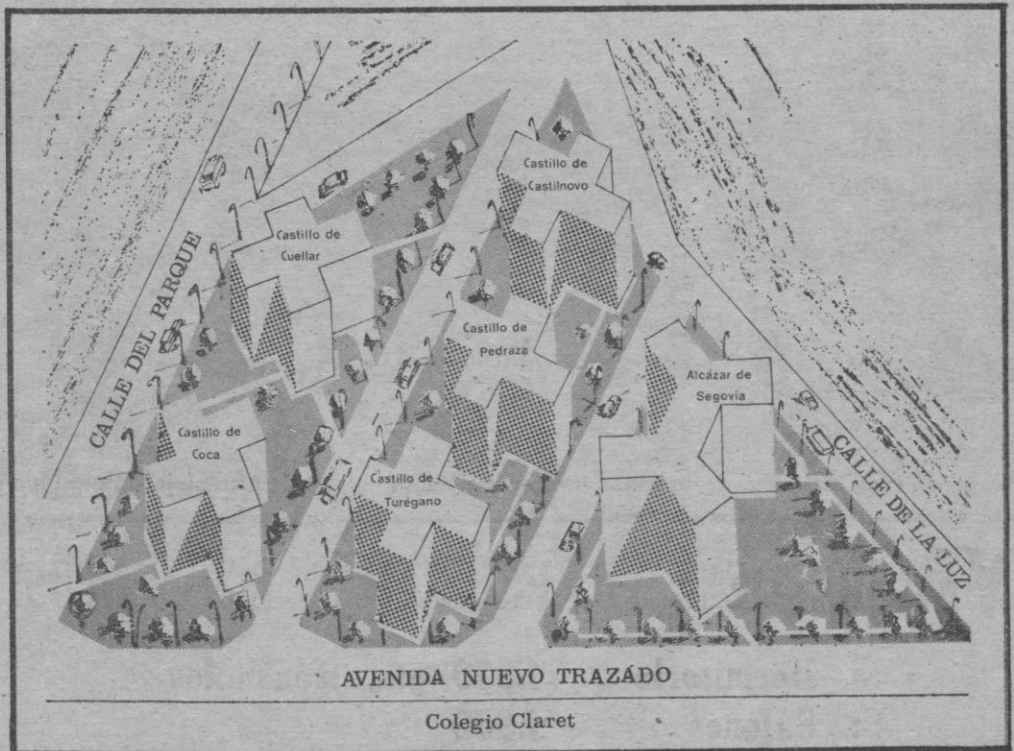 Castillo de
Castilnovo
Castillo de
Cuellar
CALLE DEL PARQUE
Castillo de
Pedraza
Alcázar de
Segovia
Castillo de
Coca
CALLE DE LA LUZ
Castillo de
Turégano
AVENIDA NUEVO TRAZÁDO
Colegio Claret